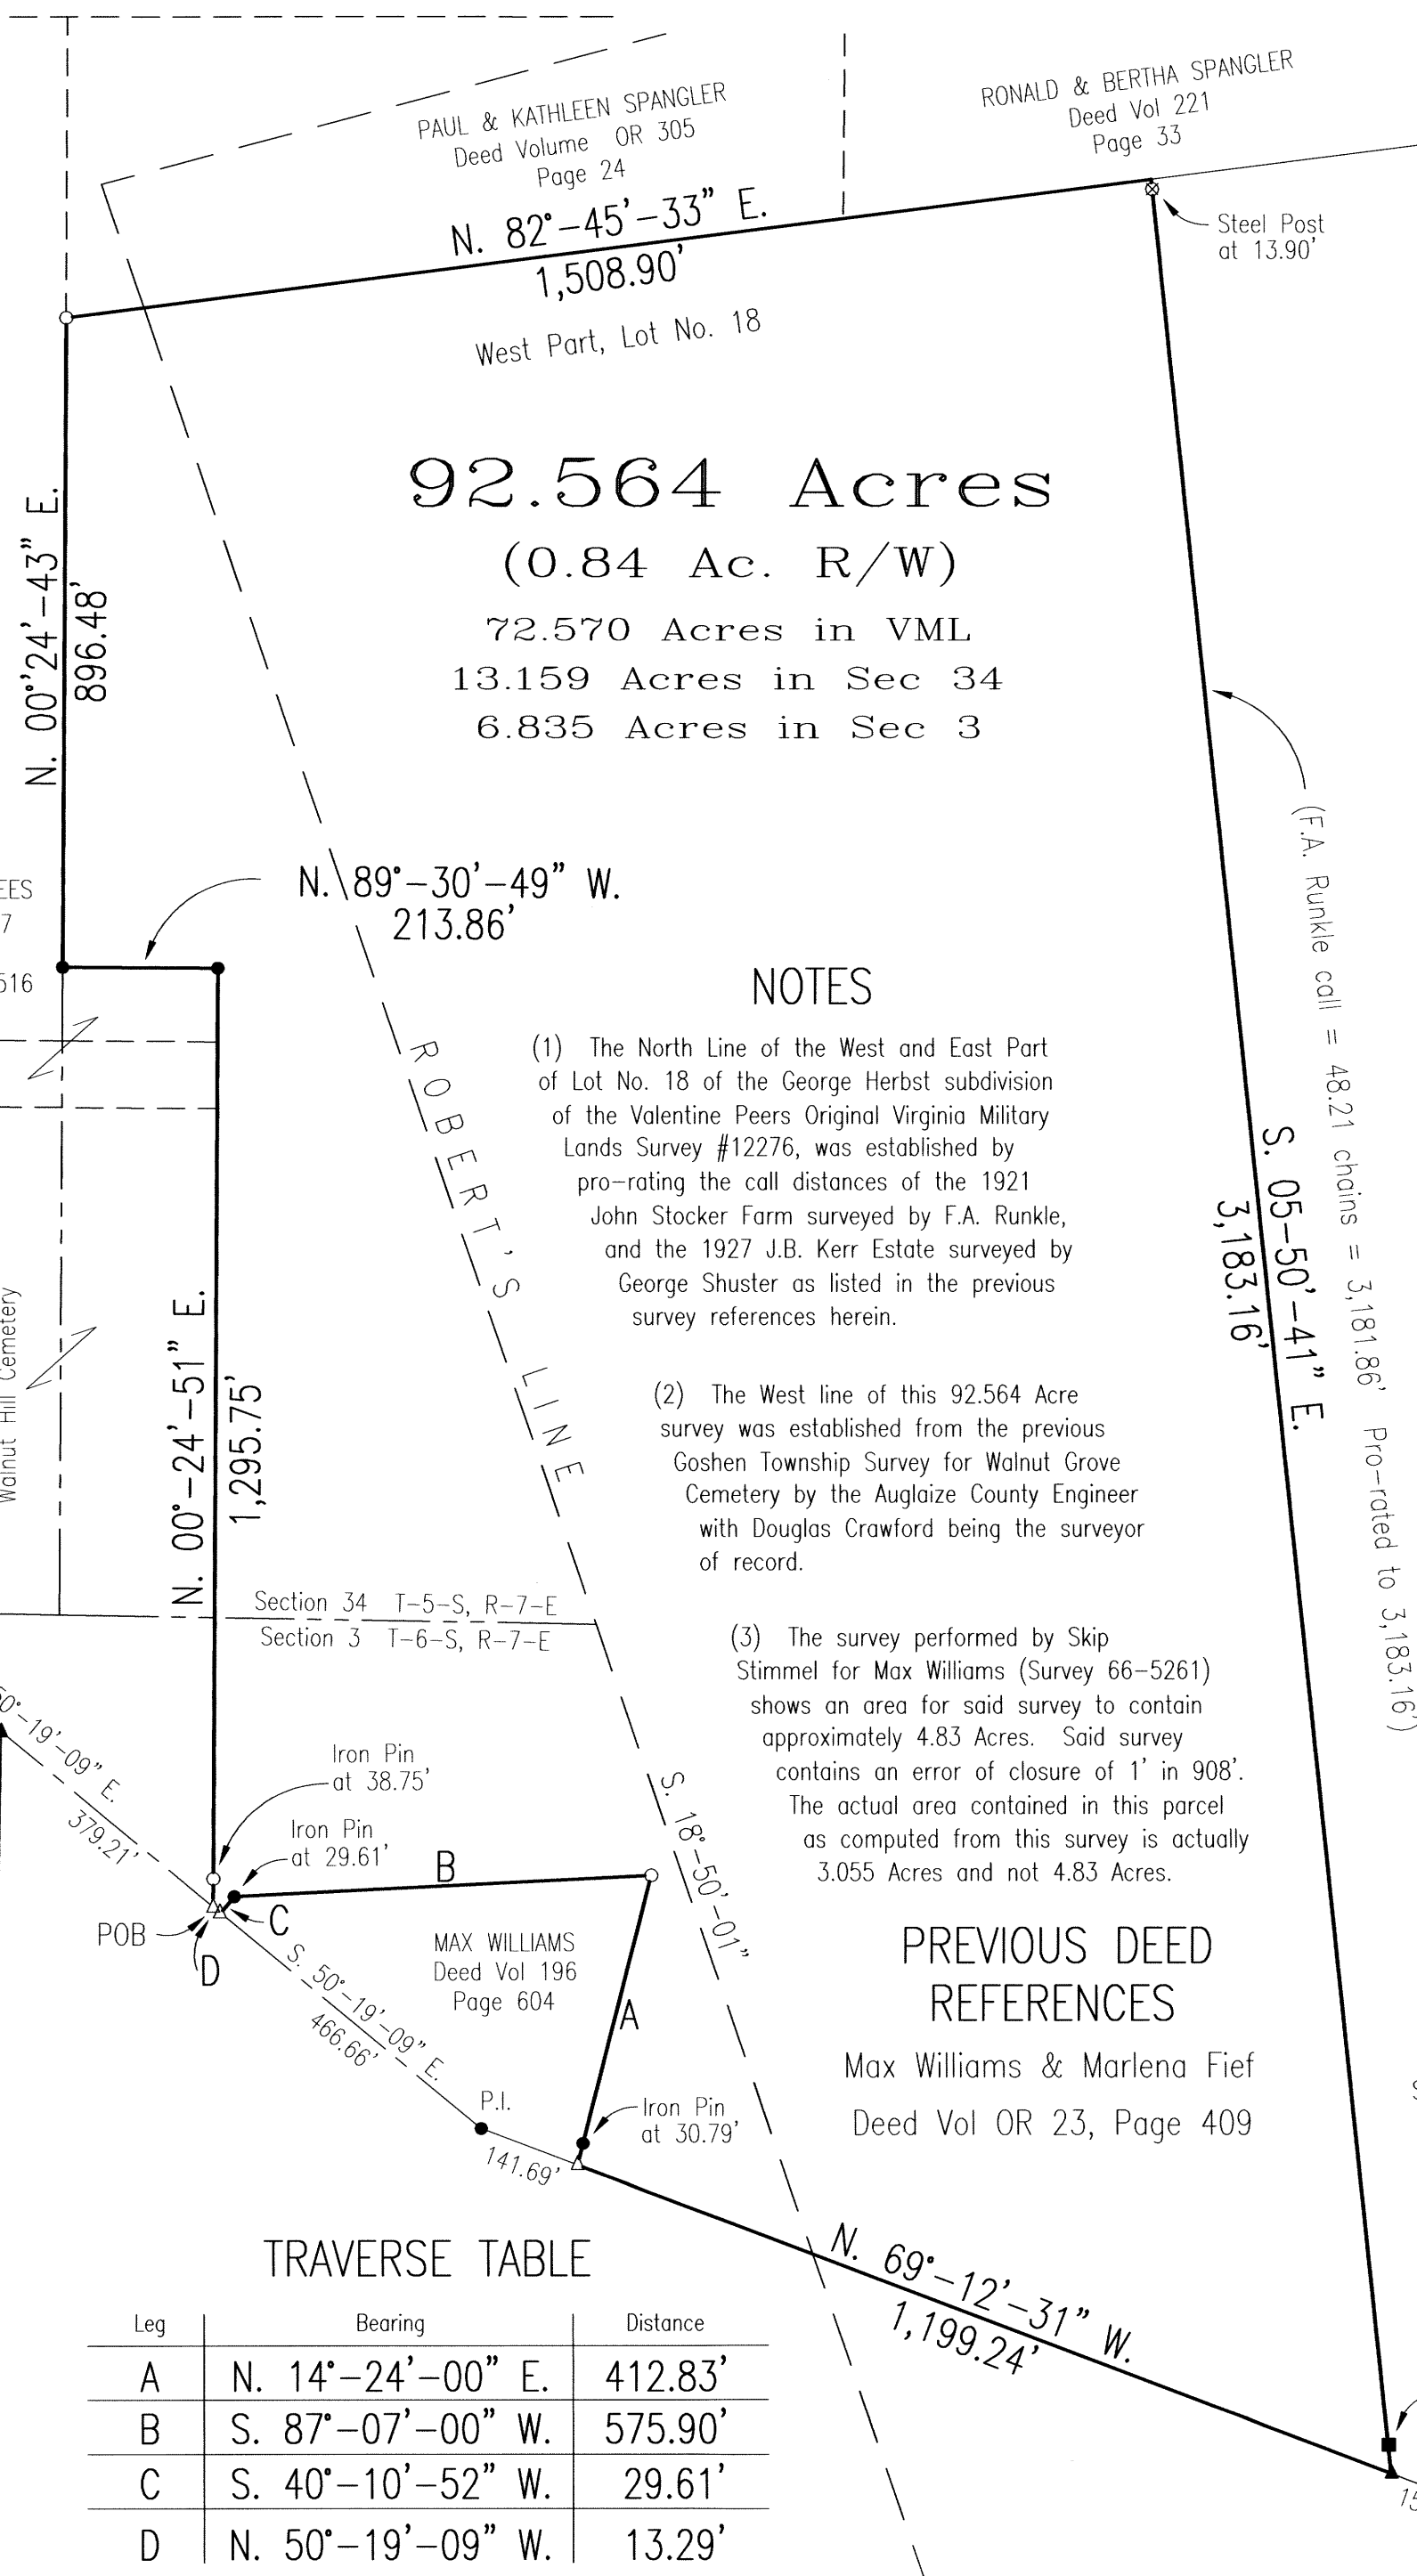 PAUL & KATHLEEN SPANGLER
Deed Volume OR 305
Page 24
RONALD & BERTHA SPANGLER
Deed Vol 221
Page 33
N. 82°-45'-33" E.
1,508.90'
Steel Post
at 13.90'
West Part, Lot No. 18
92.564 Acres
(0.84 Ac. R/W)
72.570 Acres in VML
13.159 Acres in Sec 34
6.835 Acres in Sec 3
N. 00°'24'-43" E.
896.48'
EES
7
516
N. 89°-30'-49" W.
213.86'
(F.A. Runkle call = 48.21 chains = 3,181.86' Pro-rated to 3,183.16')
S. 05-50'-41" E.
3,183.16'
NOTES
(1) The North Line of the West and East Part
of Lot No. 18 of the George Herbst subdivision
of the Valentine Peers Original Virginia Military
Lands Survey #12276, was established by
pro-rating the call distances of the 1921
John Stocker Farm surveyed by F.A. Runkle,
and the 1927 J.B. Kerr Estate surveyed by
George Shuster as listed in the previous
survey references herein.
(2) The West line of this 92.564 Acre
survey was established from the previous
Goshen Township Survey for Walnut Grove
Cemetery by the Auglaize County Engineer
with Douglas Crawford being the surveyor
of record.
(3) The survey performed by Skip
Stimmel for Max Williams (Survey 66-5261)
shows an area for said survey to contain
approximately 4.83 Acres. Said survey
contains an error of closure of 1' in 908'.
The actual area contained in this parcel
as computed from this survey is actually
3.055 Acres and not 4.83 Acres.
ROBERT'S LINE
S. 18°-50'-01"
Walnut Hill Cemetery
N. 00°-24'-51" E.
1,295.75'
Section 34 T-5-S, R-7-E
Section 3 T-6-S, R-7-E
50°-19'-09" E.
379.21'
Iron Pin
at 38.75'
Iron Pin
at 29.61'
B
POB
C
D
MAX WILLIAMS
Deed Vol 196
Page 604
A
S. 50°-19'-09" E.
466.66'
P.I.
141.69'
Iron Pin
at 30.79'
PREVIOUS DEED
REFERENCES
Max Williams & Marlena Fief
Deed Vol OR 23, Page 409
N. 69°-12'-31" W.
1,199.24'
15
TRAVERSE TABLE
Leg Bearing Distance
A N. 14°-24'-00" E. 412.83'
B S. 87°-07'-00" W. 575.90'
C S. 40°-10'-52" W. 29.61'
D N. 50°-19'-09" W. 13.29'